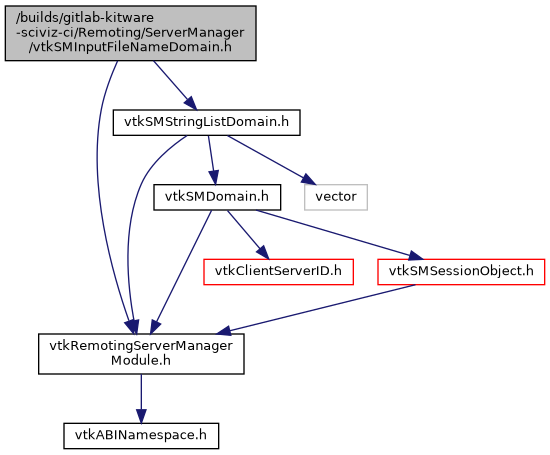 /builds/gitlab-kitware
-sciviz-ci/Remoting/ServerManager
/vtkSMInputFileNameDomain.h
vtkSMStringListDomain.h
vtkSMDomain.h
vector
vtkClientServerID.h
vtkSMSessionObject.h
vtkRemotingServerManager
Module.h
vtkABINamespace.h